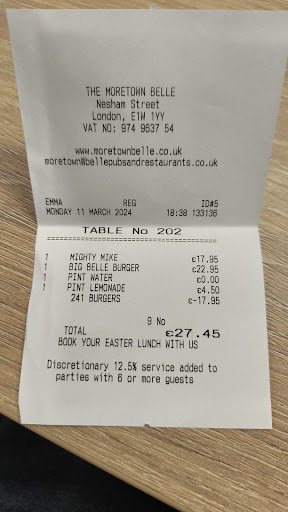 THE MORETOWN BELLE
Nesham Street
London, E1W 1YY
VAT NO: 974 9637 54
www.moretownbelle.co.uk
moretown@bellepubsandrestaurants.co.uk
EMMA REG ID#5
MONDAY 11 MARCH 2024 18:38 133136
TABLE No 202
========================================
1 MIGHTY MIKE £17.95
1 BIG BELLE BURGER £22.95
1 PINT WATER £0.00
1 PINT LEMONADE £4.50
241 BURGERS £-17.95
9 No
TOTAL £27.45
BOOK YOUR EASTER LUNCH WITH US
Discretionary 12.5% service added to
parties with 6 or more guests